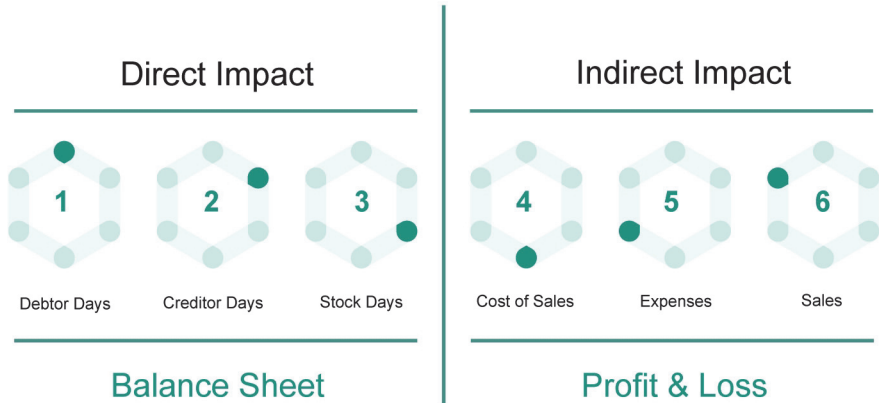 Direct Impact
1
2
3
Debtor Days
Creditor Days
Stock Days
Balance Sheet
Indirect Impact
4
5
6
Cost of Sales
Expenses
Sales
Profit & Loss